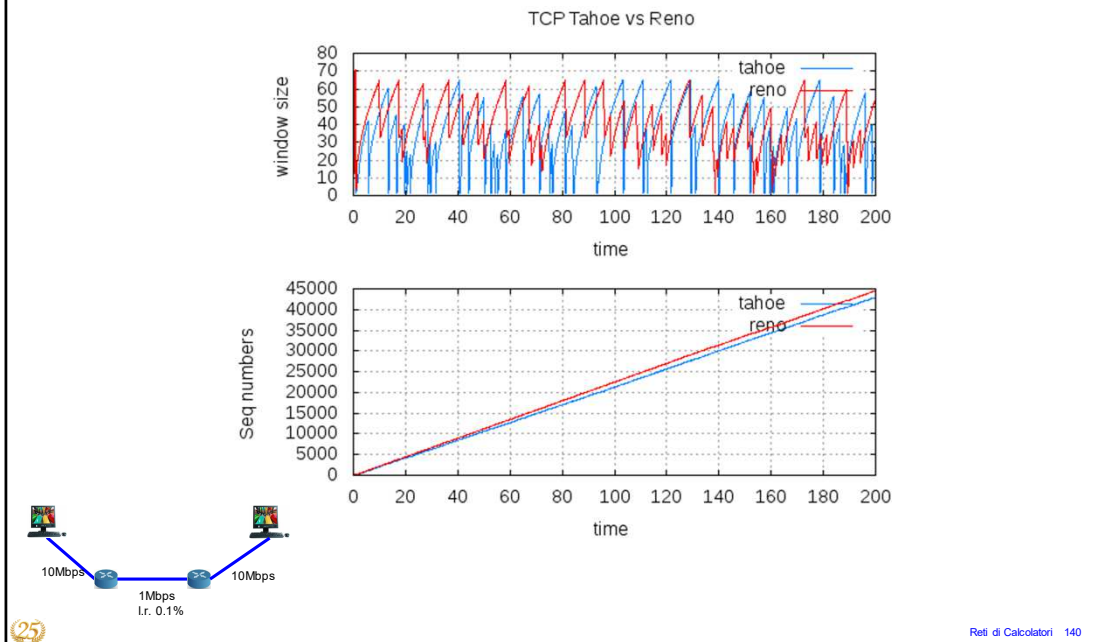 TCP Tahoe vs Reno
80
70
60
50
40
30
20
10
0
window size
tahoe
reno
0 20 40 60 80 100 120 140 160 180 200
time
45000
40000
35000
30000
25000
20000
15000
10000
5000
0
Seq numbers
tahoe
reno
0 20 40 60 80 100 120 140 160 180 200
time
10Mbps
10Mbps
1Mbps
l.r. 0.1%
25
Reti di Calcolatori 140